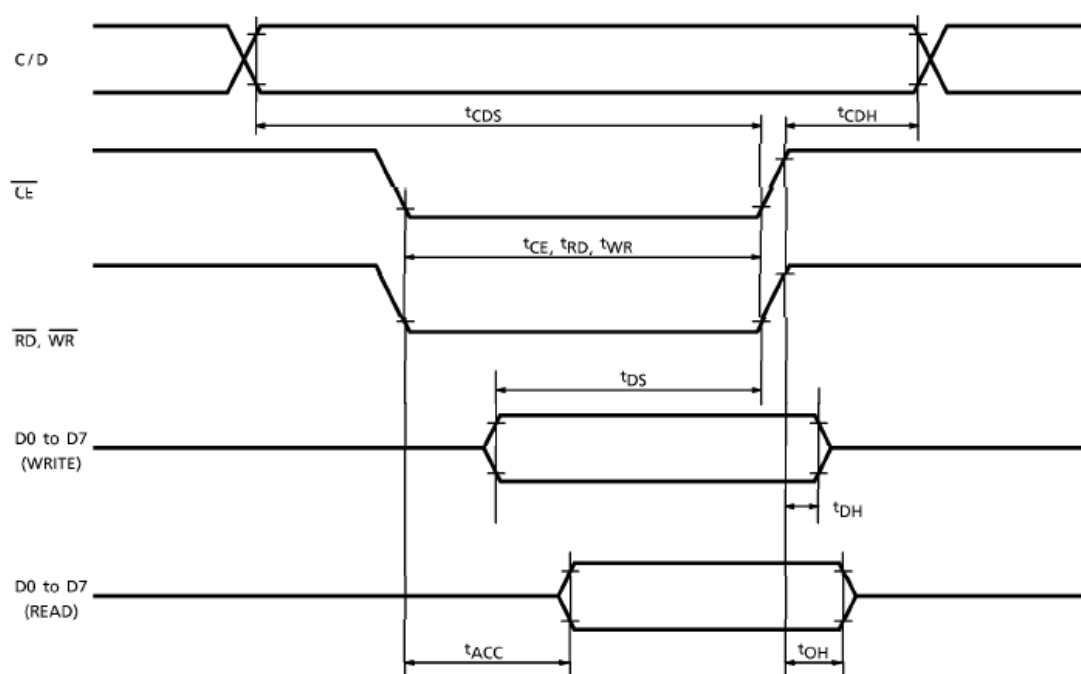 C/D
tCDS
tCDH
CE
tCE, tRD, tWR
RD, WR
tDS
D0 to D7
(WRITE)
tDH
D0 to D7
(READ)
tACC
tOH